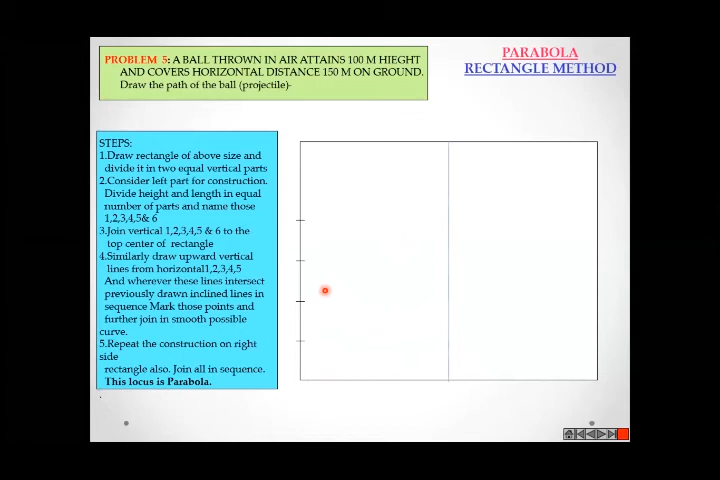 PROBLEM 5: A BALL THROWN IN AIR ATTAINS 100 M HIEGHT
AND COVERS HORIZONTAL DISTANCE 150 M ON GROUND.
Draw the path of the ball (projectile)-
PARABOLA
RECTANGLE METHOD
STEPS:
1.Draw rectangle of above size and
divide it in two equal vertical parts
2.Consider left part for construction.
Divide height and length in equal
number of parts and name those
1,2,3,4,5& 6
3.Join vertical 1,2,3,4,5 & 6 to the
top center of rectangle
4.Similarly draw upward vertical
lines from horizontal1,2,3,4,5
And wherever these lines intersect
previously drawn inclined lines in
sequence Mark those points and
further join in smooth possible
curve.
5.Repeat the construction on right
side
rectangle also. Join all in sequence.
This locus is Parabola.
.